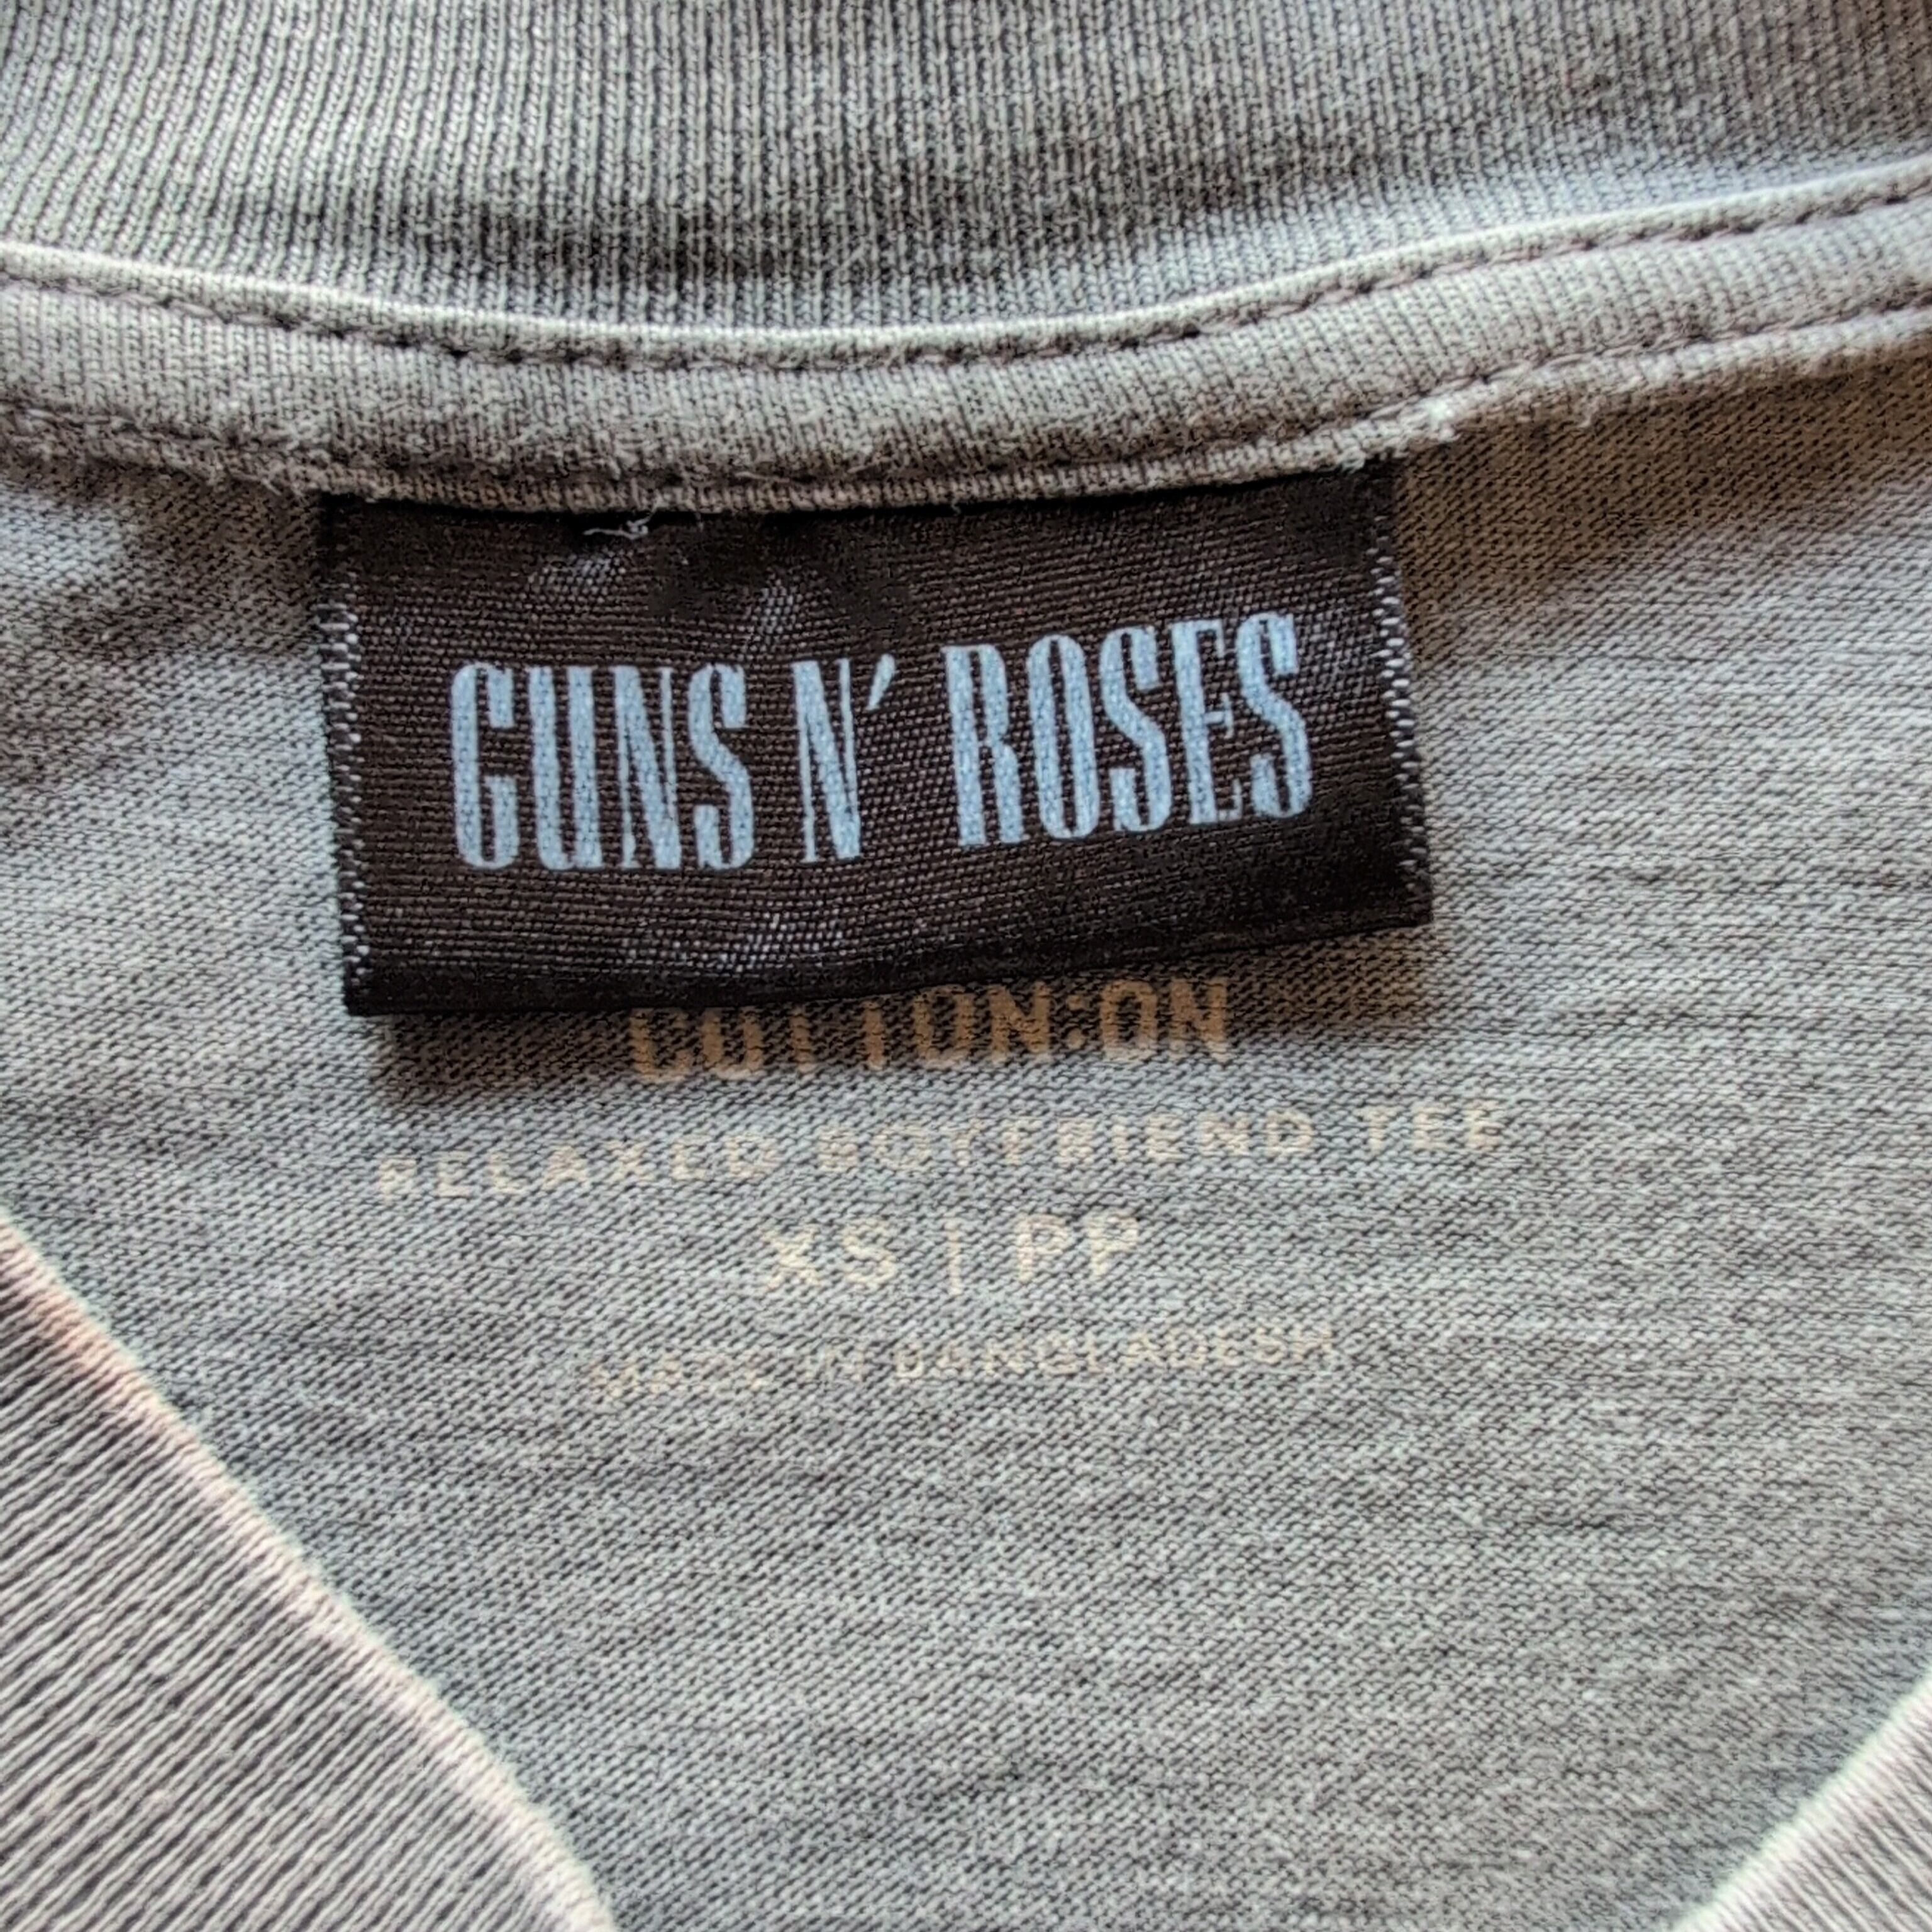 GUNS N' ROSES
COTTON:ON
RELAXED BOYFRIEND TEE
XS | PP
MADE IN BANGLADESH